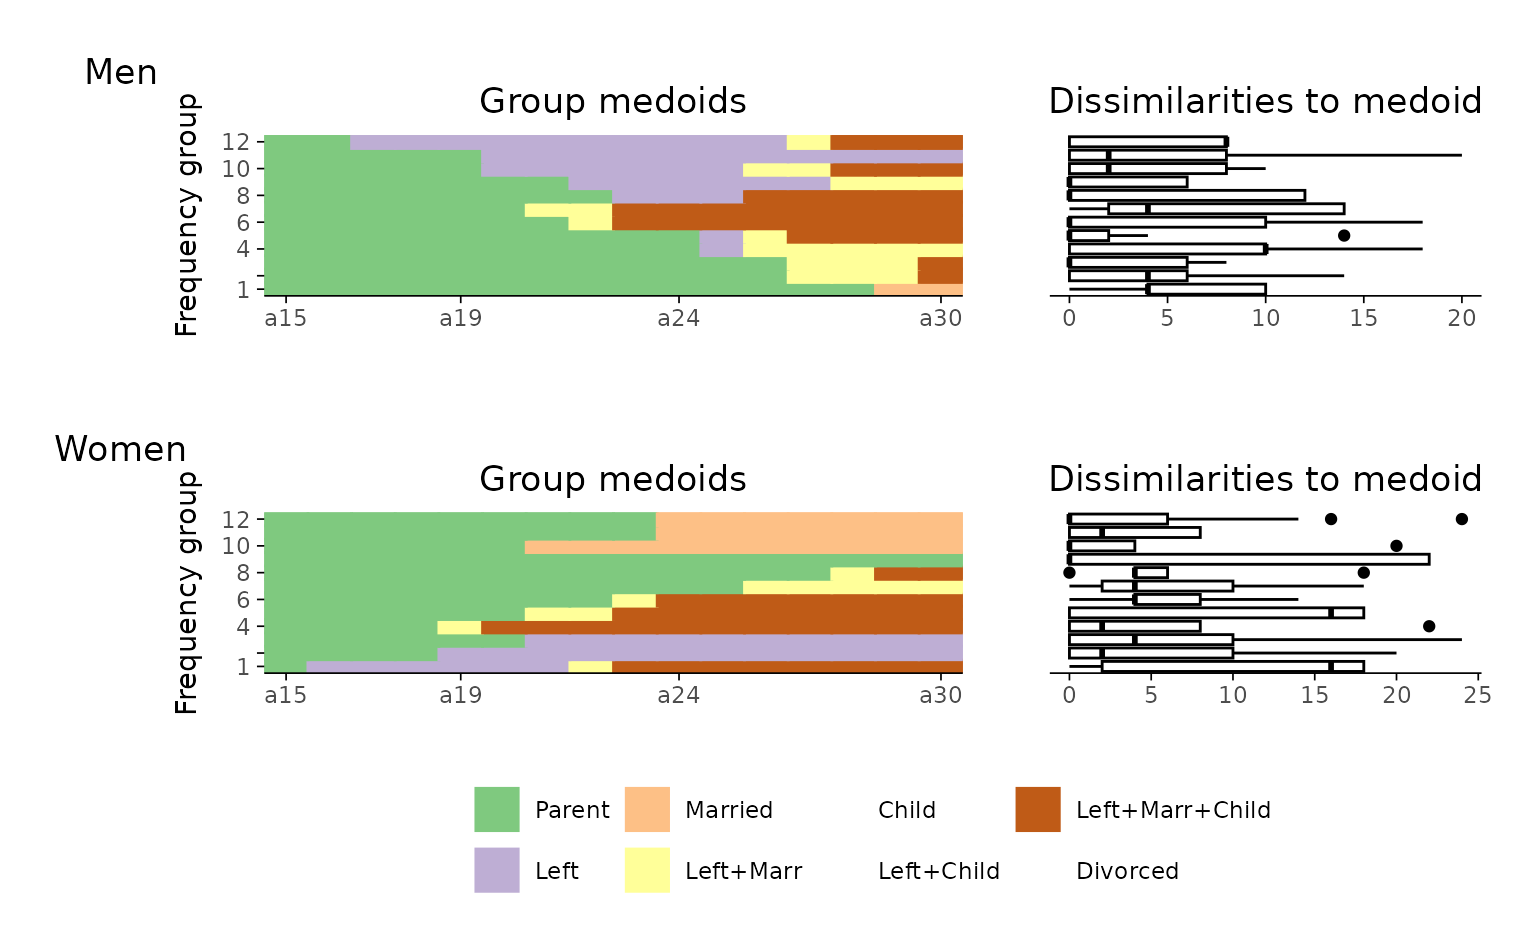 Men
Group medoids
Dissimilarities to medoid
Frequency group
12
10
8
6
4
1
a15 a19 a24 a30
0 5 10 15 20
Women
Group medoids
Dissimilarities to medoid
Frequency group
12
10
8
6
4
1
a15 a19 a24 a30
0 5 10 15 20 25
Parent Married Child Left+Marr+Child
Left Left+Marr Left+Child Divorced